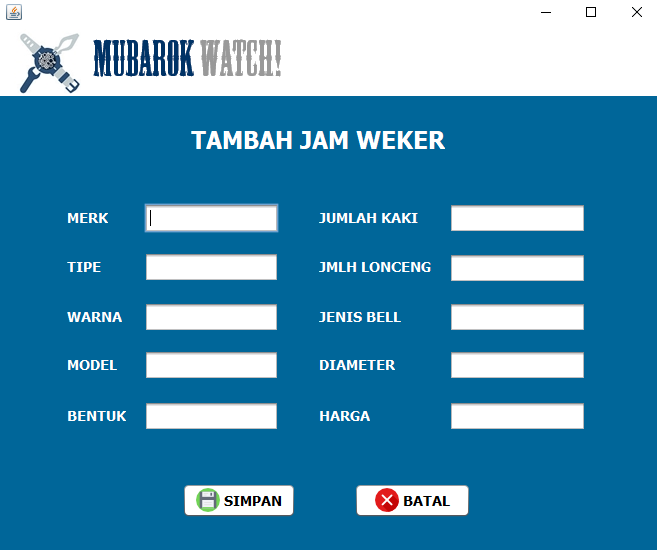 MUBAROK WATCH!
TAMBAH JAM WEKER
MERK
TIPE
WARNA
MODEL
BENTUK
JUMLAH KAKI
JMLH LONCENG
JENIS BELL
DIAMETER
HARGA
SIMPAN
BATAL